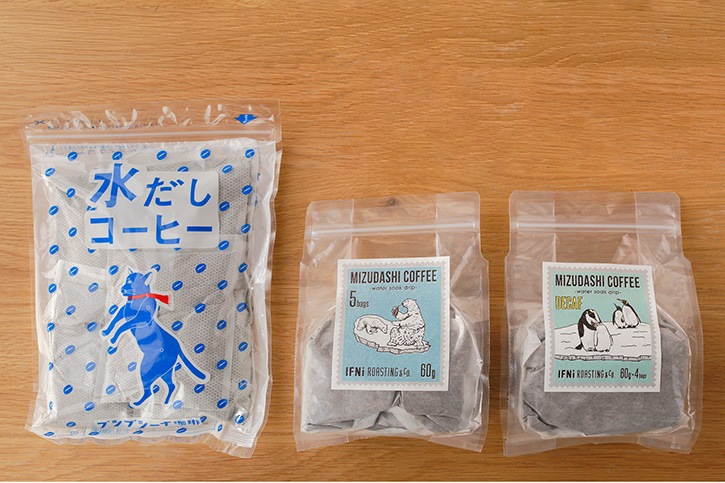 水だし
コーヒー
MIZUDASHI COFFEE
-water soak drip-
5bags
IFNi ROASTING & Co.
60g
MIZUDASHI COFFEE
-water soak drip-
DECAF
IFNi ROASTING & Co.
60g×4bags